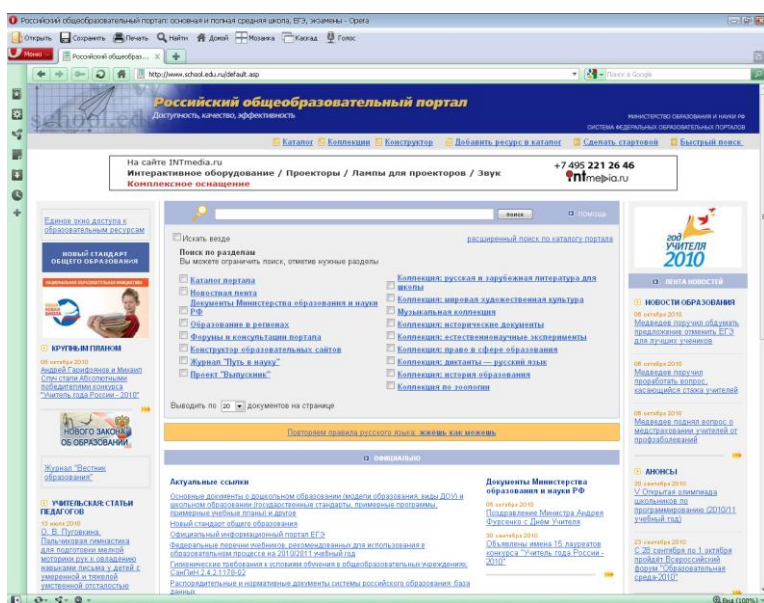 Российский общеобразовательный портал: основная и полная средняя школа, ЕГЭ, экзамены - Opera
Открыть Сохранить Печать Найти Домой Мозаика Каскад Голос
Меню Российский общеобраз...
http://www.school.edu.ru/default.asp
Поиск в Google
school.edu
Российский общеобразовательный портал
Доступность, качество, эффективность
МИНИСТЕРСТВО ОБРАЗОВАНИЯ И НАУКИ РФ
СИСТЕМА ФЕДЕРАЛЬНЫХ ОБРАЗОВАТЕЛЬНЫХ ПОРТАЛОВ
Каталог Коллекции Конструктор Добавить ресурс в каталог Сделать стартовой Быстрый поиск
На сайте INTmedia.ru
Интерактивное оборудование / Проекторы / Лампы для проекторов / Звук
Комплексное оснащение
+7 495 221 26 46
intmedia.ru
Единое окно доступа к
образовательным ресурсам
НОВЫЙ СТАНДАРТ
ОБЩЕГО ОБРАЗОВАНИЯ
НАЦИОНАЛЬНАЯ ОБРАЗОВАТЕЛЬНАЯ ИНИЦИАТИВА
НАША
НОВАЯ
ШКОЛА
КРУПНЫМ ПЛАНОМ
08 октября 2010
Андрей Гарифзянов и Михаил
Случ стали Абсолютными
победителями конкурса
"Учитель года России - 2010"
НОВОГО ЗАКОНА
ОБ ОБРАЗОВАНИИ
Журнал "Вестник
образования"
УЧИТЕЛЬСКАЯ: СТАТЬИ
ПЕДАГОГОВ
13 июля 2010
О. В. Пуговкина.
Пальчиковая гимнастика
для подготовки мелкой
моторики рук к овладению
навыками письма у детей с
умеренной и тяжелой
умственной отсталостью
поиск ПОМОЩЬ
Искать везде
расширенный поиск по каталогу портала
Поиск по разделам
Вы можете ограничить поиск, отметив нужные разделы
Каталог портала
Новостная лента
Документы Министерства образования и науки
РФ
Образование в регионах
Форумы и консультации портала
Конструктор образовательных сайтов
Журнал "Путь в науку"
Проект "Выпускник"
Коллекция: русская и зарубежная литература для
школы
Коллекция: мировая художественная культура
Музыкальная коллекция
Коллекция: исторические документы
Коллекция: естественнонаучные эксперименты
Коллекция: право в сфере образования
Коллекция: диктанты — русский язык
Коллекция: история образования
Коллекция по зоологии
Выводить по 20 документов на странице
Повторяем правила русского языка: жжёшь как можешь
ОФИЦИАЛЬНО
Актуальные ссылки
Основные документы о дошкольном образовании (модели образования, виды ДОУ) и
школьном образовании (государственные стандарты, примерные программы,
примерные учебные планы) и другое
Новый стандарт общего образования
Официальный информационный портал ЕГЭ
Федеральные перечни учебников, рекомендованных для использования в
образовательном процессе на 2010/2011 учебный год
Гигиенические требования к условиям обучения в общеобразовательных учреждениях.
СанПиН 2.4.2.1178-02
Распорядительные и нормативные документы системы российского образования: база
данных
Документы Министерства
образования и науки РФ
05 октября 2010
Поздравление Министра Андрея
Фурсенко с Днём Учителя
30 сентября 2010
Объявлены имена 15 лауреатов
конкурса "Учитель года России -
2010"
год
УЧИТЕЛЯ
2010
ЛЕНТА НОВОСТЕЙ
НОВОСТИ ОБРАЗОВАНИЯ
08 октября 2010
Медведев поручил обдумать
предложение отменить ЕГЭ
для лучших учеников
Медведев поручил
проработать вопрос,
касающийся стажа учителей
08 октября 2010
Медведев поднял вопрос о
медстраховании учителей от
профзаболеваний
АНОНСЫ
V Открытая олимпиада
школьников по
программированию (2010/11
учебный год)
23 сентября 2010
С 28 сентября по 1 октября
пройдёт Всероссийский
форум "Образовательная
среда-2010"
Вид (100%)